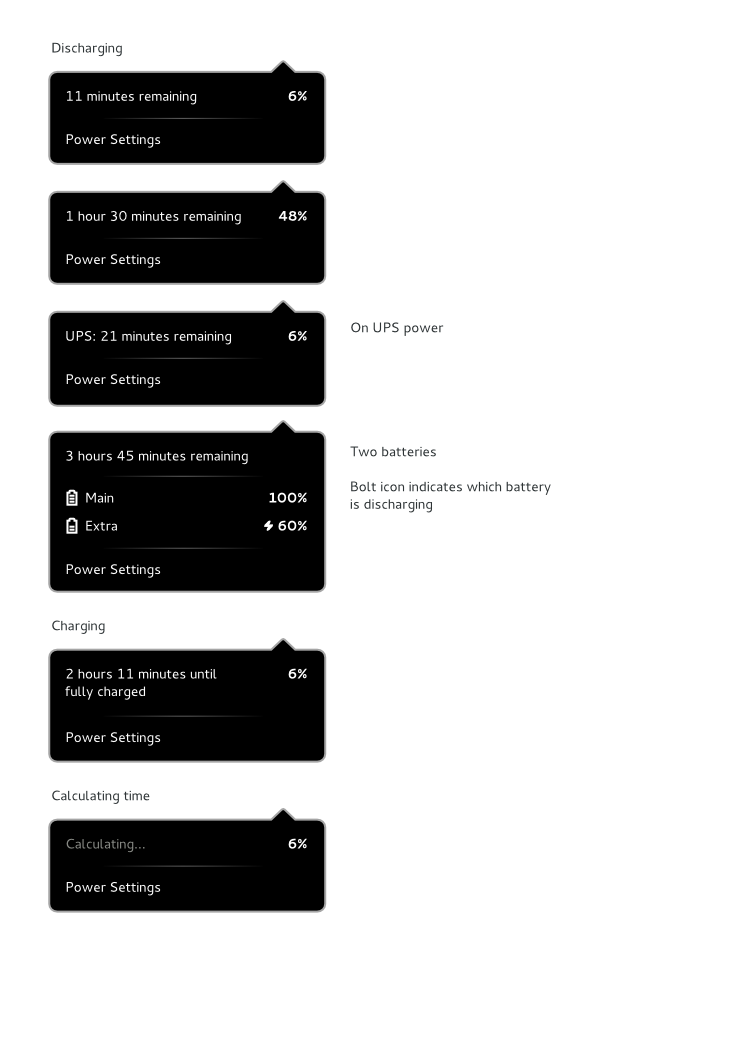 Discharging
11 minutes remaining 6%
Power Settings
1 hour 30 minutes remaining 48%
Power Settings
UPS: 21 minutes remaining 6%
On UPS power
Power Settings
3 hours 45 minutes remaining
Two batteries
Main 100%
Bolt icon indicates which battery
is discharging
Extra 60%
Power Settings
Charging
2 hours 11 minutes until 6%
fully charged
Power Settings
Calculating time
Calculating... 6%
Power Settings